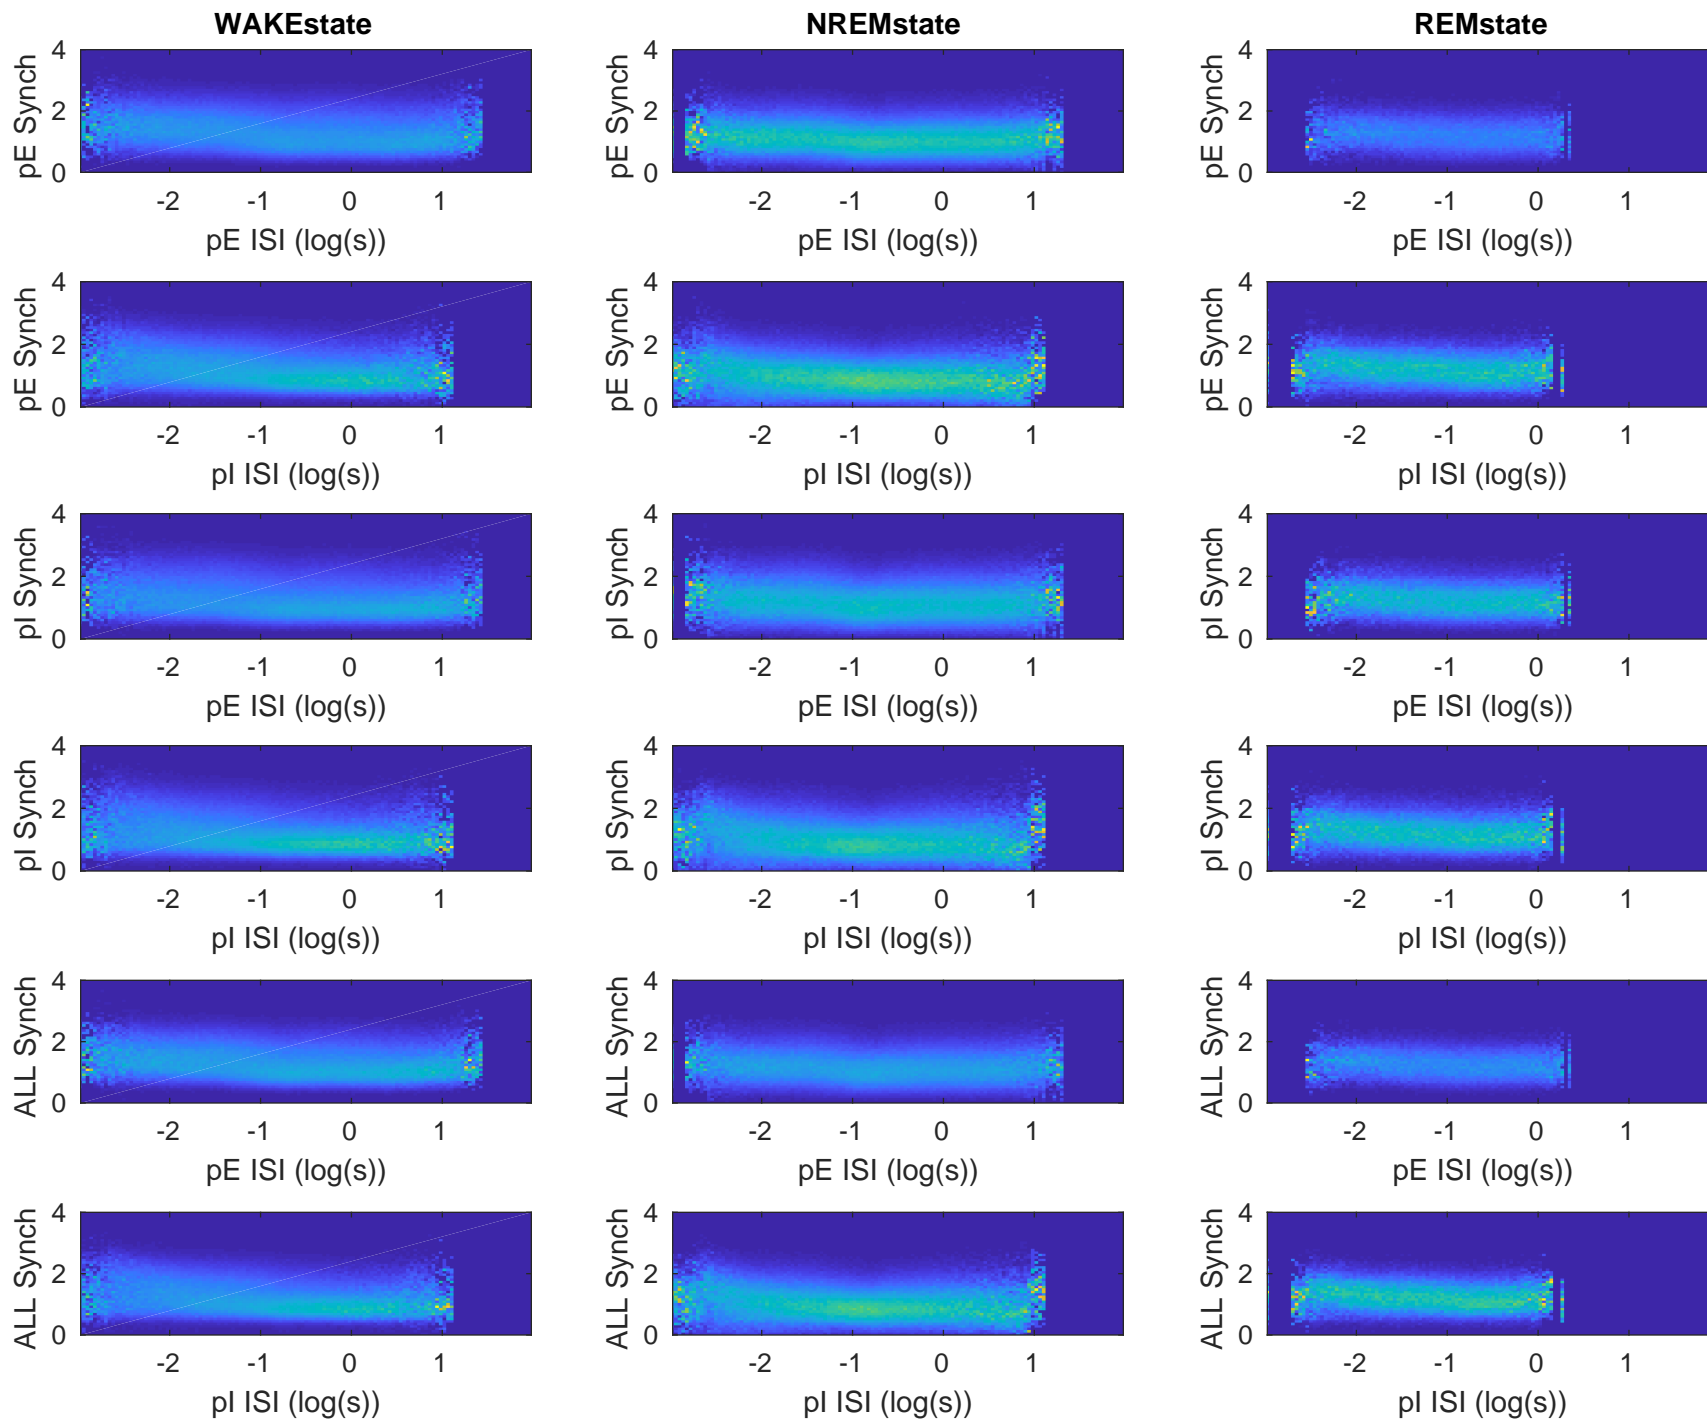 WAKEstate NREMstate REMstate
4 4 4
pE Synch pE Synch pE Synch
2 2 2
0 0 0
-2 -1 0 1 -2 -1 0 1 -2 -1 0 1
pE ISI (log(s)) pE ISI (log(s)) pE ISI (log(s))
4 4 4
pE Synch pE Synch pE Synch
2 2 2
0 0 0
-2 -1 0 1 -2 -1 0 1 -2 -1 0 1
pI ISI (log(s)) pI ISI (log(s)) pI ISI (log(s))
4 4 4
pI Synch pI Synch pI Synch
2 2 2
0 0 0
-2 -1 0 1 -2 -1 0 1 -2 -1 0 1
pE ISI (log(s)) pE ISI (log(s)) pE ISI (log(s))
4 4 4
pI Synch pI Synch pI Synch
2 2 2
0 0 0
-2 -1 0 1 -2 -1 0 1 -2 -1 0 1
pI ISI (log(s)) pI ISI (log(s)) pI ISI (log(s))
4 4 4
ALL Synch ALL Synch ALL Synch
2 2 2
0 0 0
-2 -1 0 1 -2 -1 0 1 -2 -1 0 1
pE ISI (log(s)) pE ISI (log(s)) pE ISI (log(s))
4 4 4
ALL Synch ALL Synch ALL Synch
2 2 2
0 0 0
-2 -1 0 1 -2 -1 0 1 -2 -1 0 1
pI ISI (log(s)) pI ISI (log(s)) pI ISI (log(s))